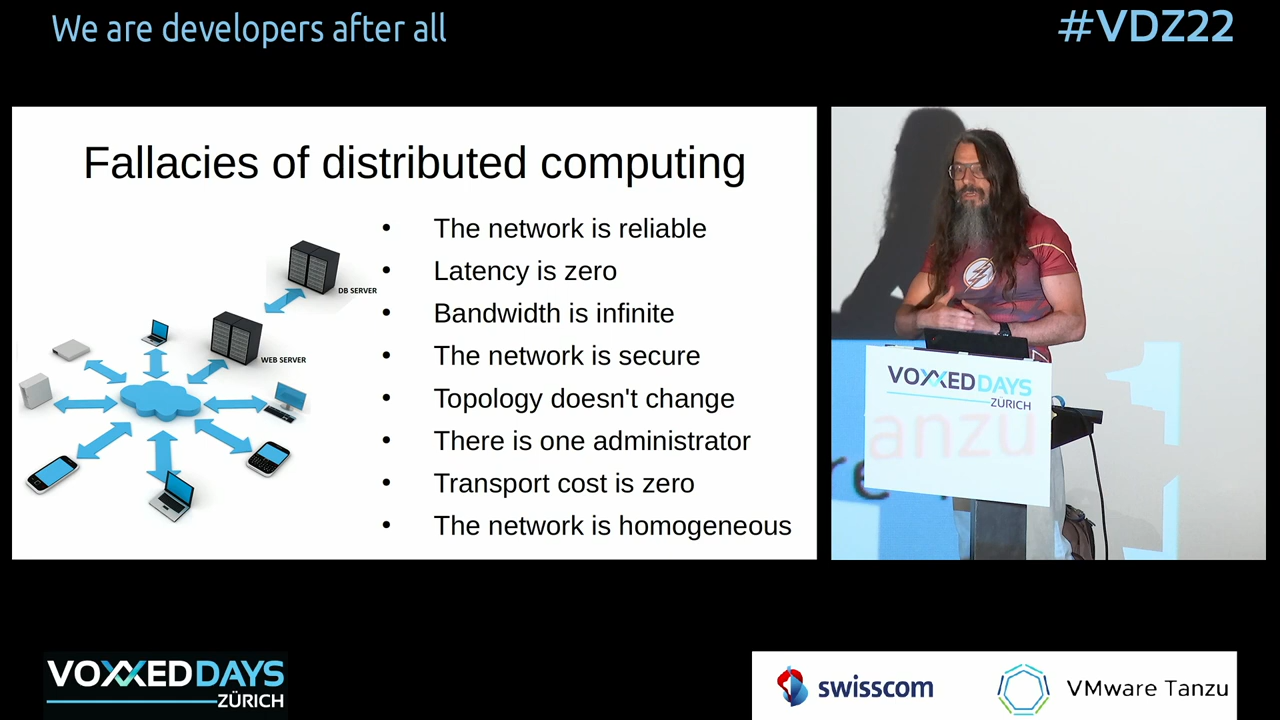 We are developers after all
#VDZ22
Fallacies of distributed computing
• The network is reliable
• Latency is zero
• Bandwidth is infinite
• The network is secure
• Topology doesn't change
• There is one administrator
• Transport cost is zero
• The network is homogeneous
DB SERVER
WEB SERVER
VOXXED DAYS
ZÜRICH
anzu
re
VOXXED DAYS
ZÜRICH
swisscom
VMware Tanzu